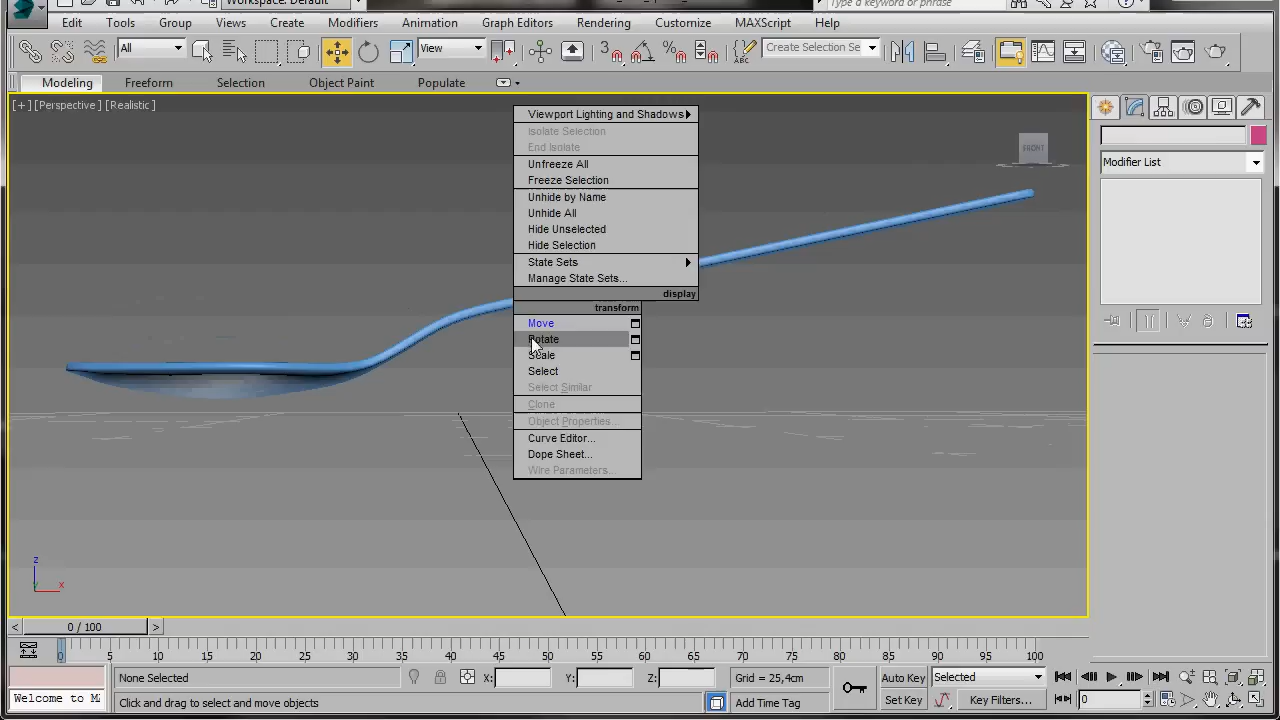 Workspace: Default
Type a keyword or phrase
Edit Tools Group Views Create Modifiers Animation Graph Editors Rendering Customize MAXScript Help
All View 3 Create Selection Se
Modeling Freeform Selection Object Paint Populate
[+] [Perspective] [Realistic]
FRONT
Modifier List
Viewport Lighting and Shadows
Isolate Selection
End Isolate
Unfreeze All
Freeze Selection
Unhide by Name
Unhide All
Hide Unselected
Hide Selection
State Sets
Manage State Sets...
display
transform
Move
Rotate
Scale
Select
Select Similar
Clone
Object Properties...
Curve Editor...
Dope Sheet...
Wire Parameters...
z
x
y
< 0 / 100 >
0 5 10 15 20 25 30 35 40 45 50 55 60 65 70 75 80 85 90 95 100
None Selected X: Y: Z: Grid = 25,4cm Auto Key Selected
Welcome to M Click and drag to select and move objects Add Time Tag Set Key Key Filters... 0